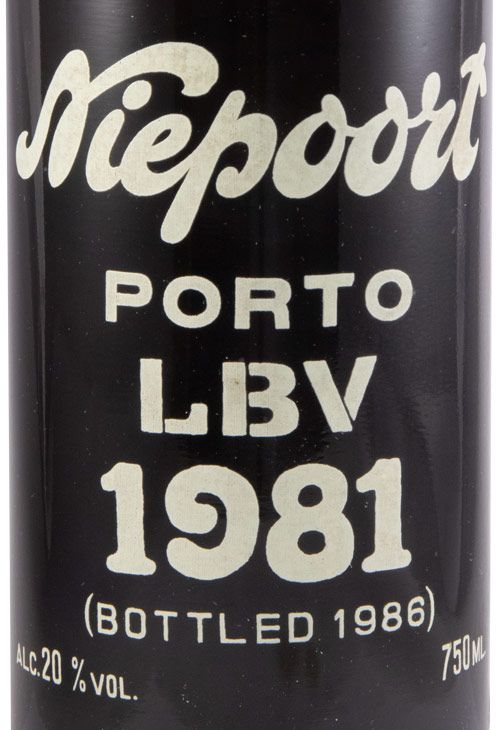 Niepoort
PORTO
LBV
1981
(BOTTLED 1986)
ALC. 20 % VOL.
750 ML.